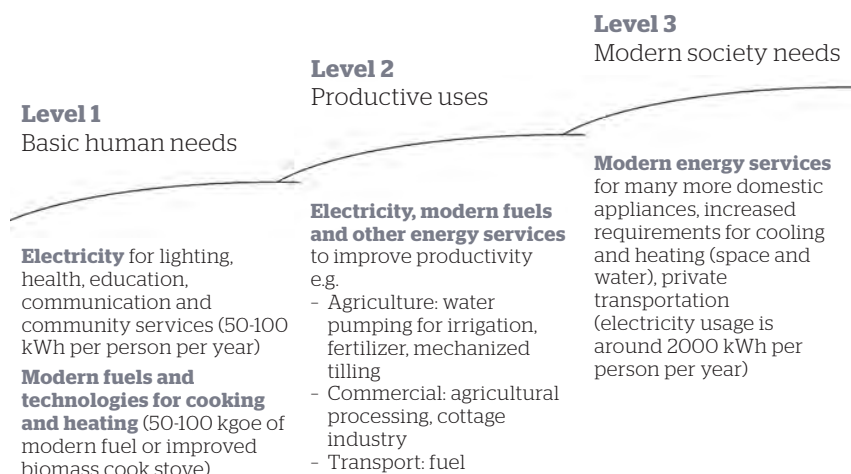 Level 1
Basic human needs
Electricity for lighting,
health, education,
communication and
community services (50-100
kWh per person per year)
Modern fuels and
technologies for cooking
and heating (50-100 kgoe of
modern fuel or improved
biomass cook stove)
Level 2
Productive uses
Electricity, modern fuels
and other energy services
to improve productivity
e.g.
- Agriculture: water
pumping for irrigation,
fertilizer, mechanized
tilling
- Commercial: agricultural
processing, cottage
industry
- Transport: fuel
Level 3
Modern society needs
Modern energy services
for many more domestic
appliances, increased
requirements for cooling
and heating (space and
water), private
transportation
(electricity usage is
around 2000 kWh per
person per year)